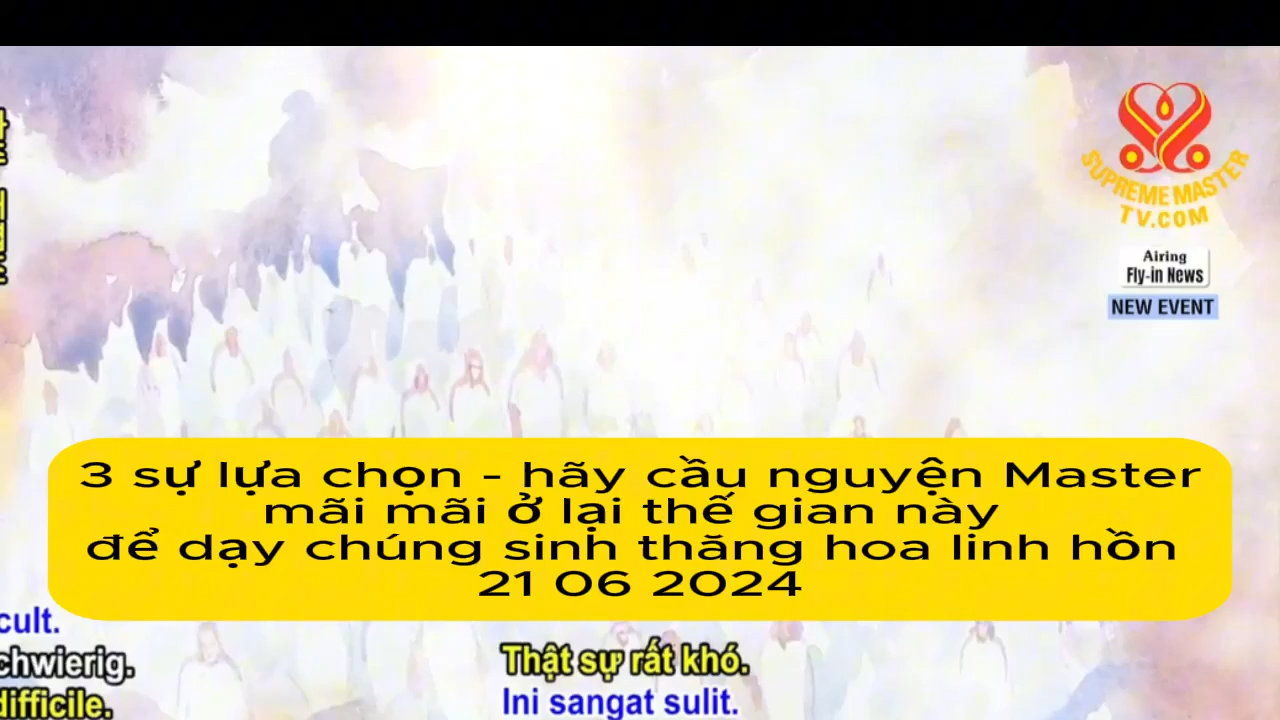 SUPREME MASTER
TV.COM
Airing
Fly-in News
NEW EVENT
3 sự lựa chọn - hãy cầu nguyện Master
mãi mãi ở lại thế gian này
để dạy chúng sinh thăng hoa linh hồn
21 06 2024
cult.
chwierig.
difficile.
Thật sự rất khó.
Ini sangat sulit.